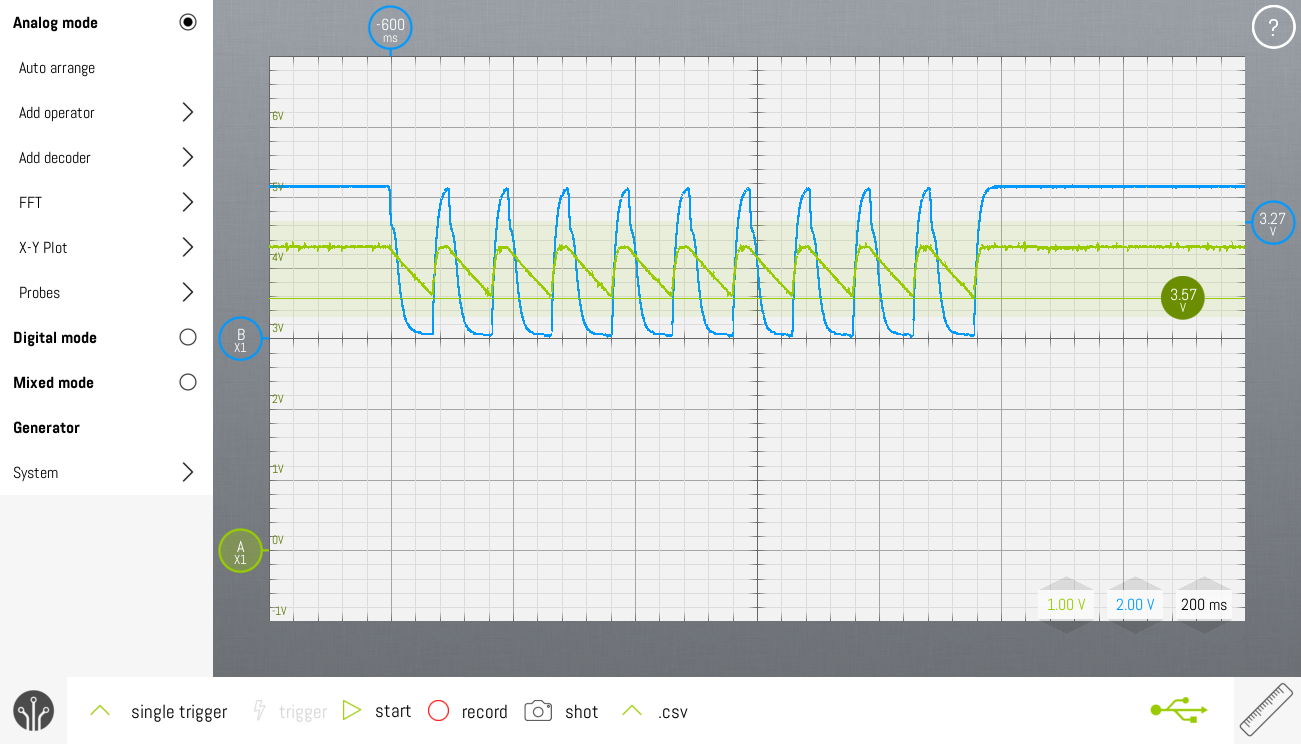 Analog mode
Auto arrange
Add operator
Add decoder
FFT
X-Y Plot
Probes
Digital mode
Mixed mode
Generator
System
-600
ms
?
6V
5V
4V
3V
2V
1V
0V
-1V
3.27
V
3.57
V
B
X1
A
X1
1.00 V
2.00 V
200 ms
single trigger
trigger
start
record
shot
.csv